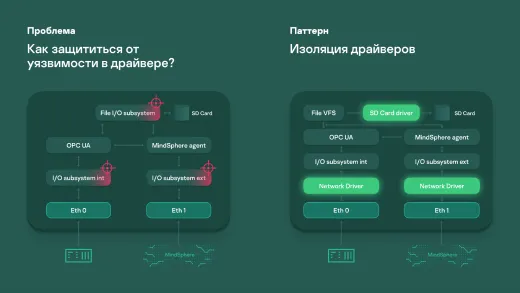 Проблема
Как защититься от
уязвимости в драйвере?
File I/O subsystem
SD Card
OPC UA
MindSphere agent
I/O subsystem int
I/O subsystem ext
Eth 0
Eth 1
MindSphere
Паттерн
Изоляция драйверов
File VFS
SD Card driver
SD Card
OPC UA
MindSphere agent
I/O subsystem int
I/O subsystem ext
Network Driver
Network Driver
Eth 0
Eth 1
MindSphere